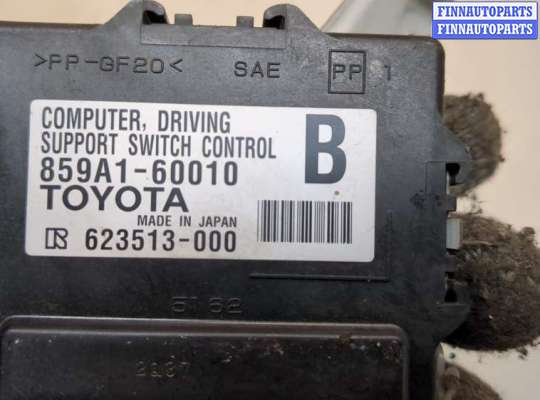 FINNAUTOPARTS
FINNAUTOPARTS
>PP-GF20< SAE PP 1
COMPUTER, DRIVING
SUPPORT SWITCH CONTROL B
859A1-60010
TOYOTA
MADE IN JAPAN
623513-000
5152